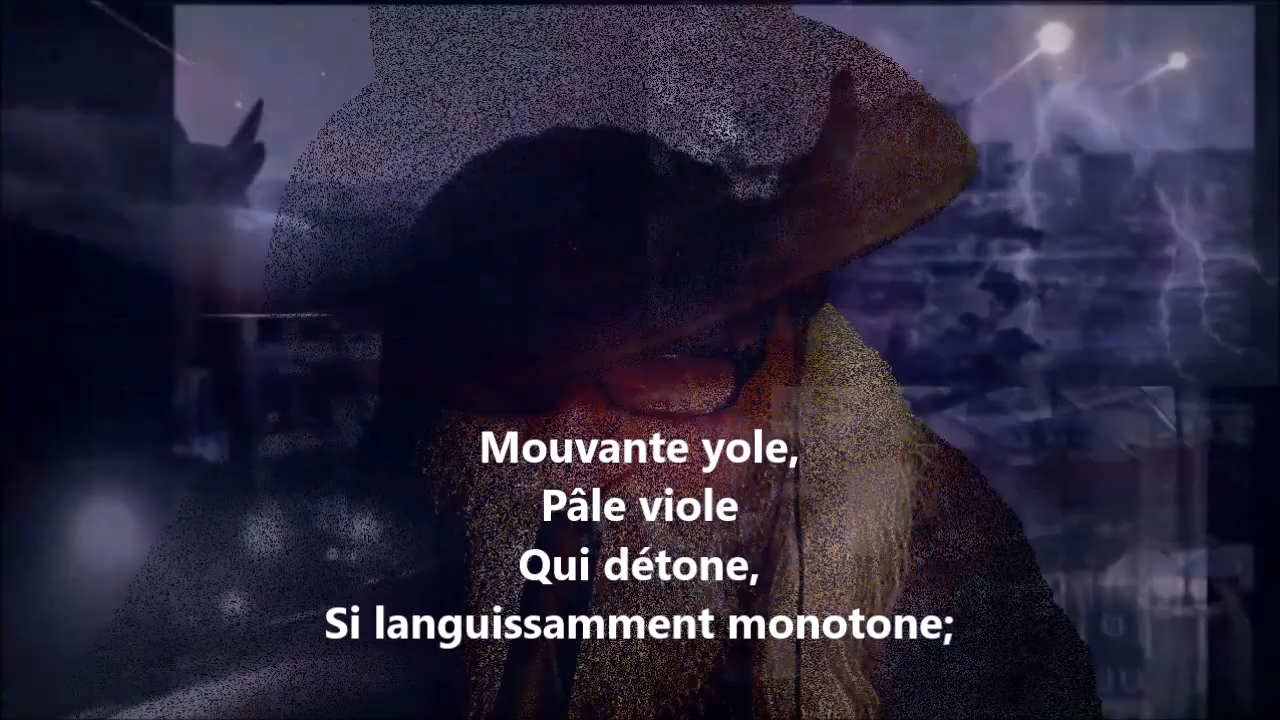 Mouvante yole,
Pâle viole
Qui détone,
Si languissamment monotone;